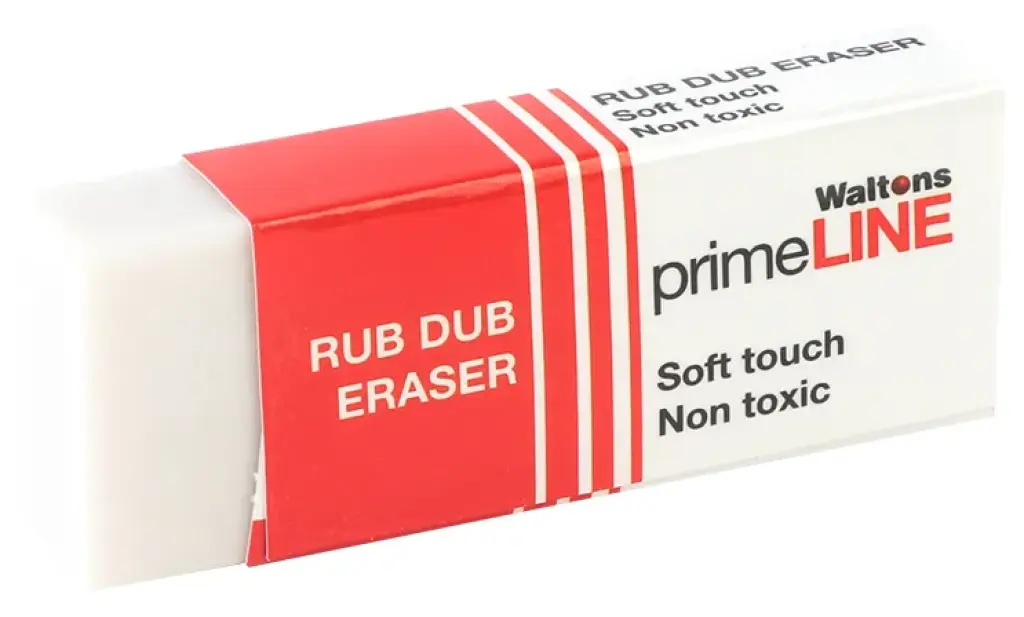 RUB DUB ERASER
Soft touch
Non toxic
Waltons
primeLINE
RUB DUB
ERASER
Soft touch
Non toxic